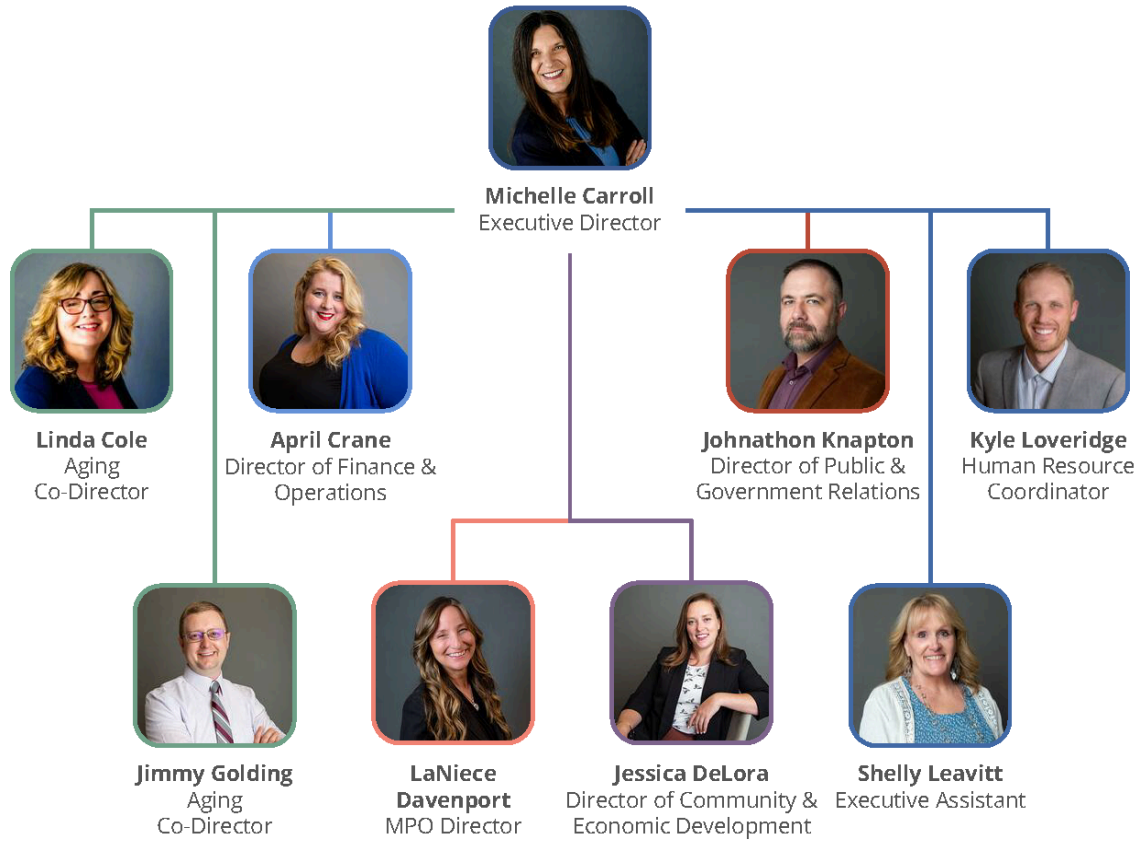 Michelle Carroll
Executive Director
Linda Cole
Aging
Co-Director
April Crane
Director of Finance &
Operations
Johnathon Knapton
Director of Public &
Government Relations
Kyle Loveridge
Human Resource
Coordinator
Jimmy Golding
Aging
Co-Director
LaNiece
Davenport
MPO Director
Jessica DeLora
Director of Community &
Economic Development
Shelly Leavitt
Executive Assistant